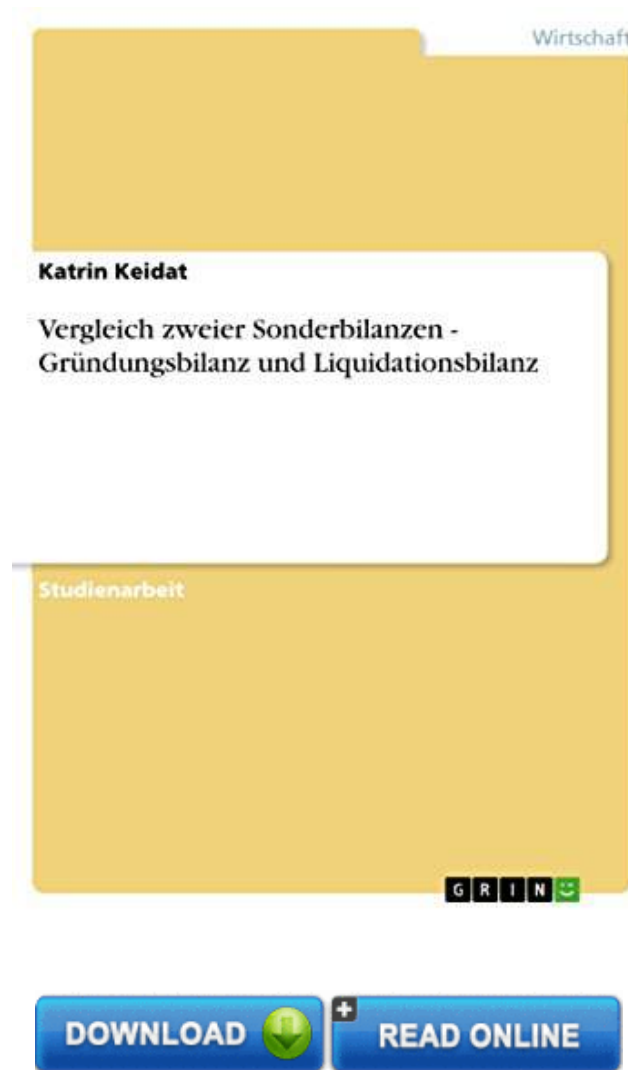 Wirtschaft
Katrin Keidat
Vergleich zweier Sonderbilanzen -
Gründungsbilanz und Liquidationsbilanz
Studienarbeit
GRIN
DOWNLOAD
READ ONLINE